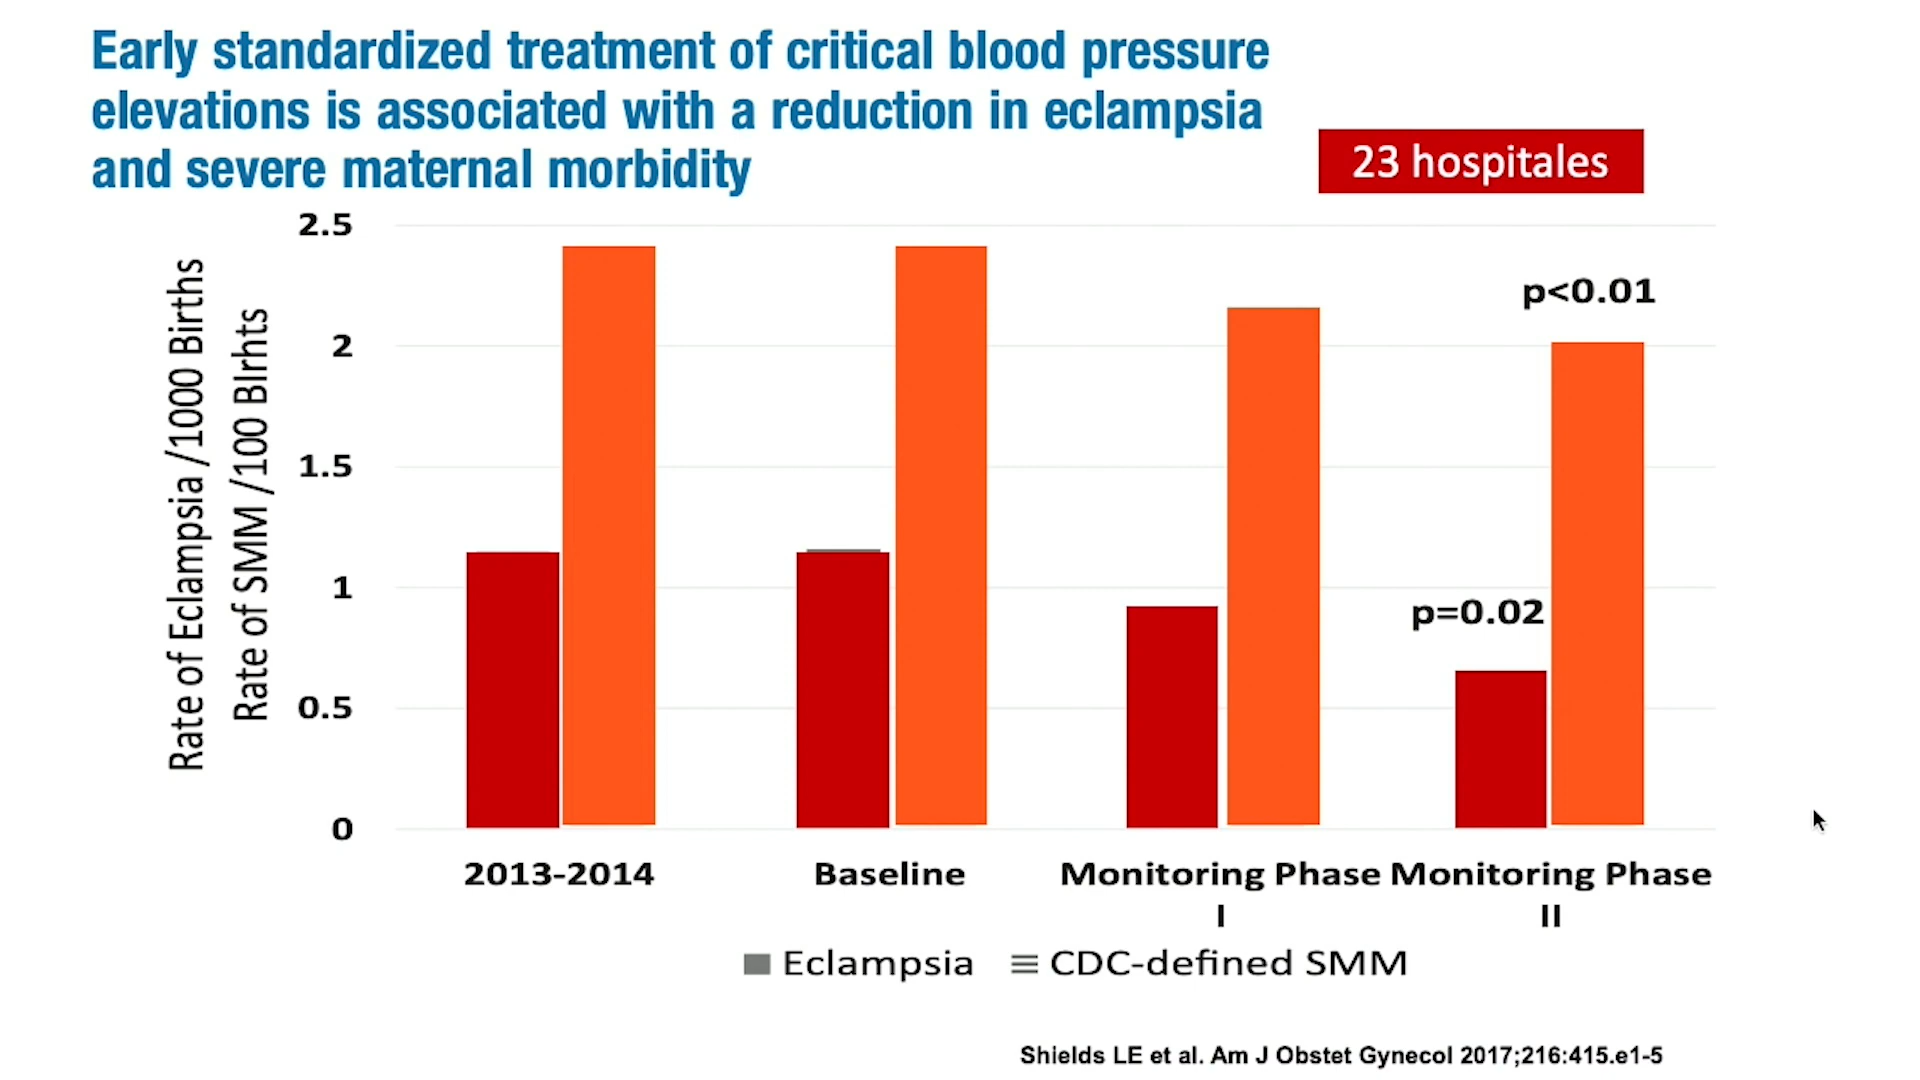 Early standardized treatment of critical blood pressure
elevations is associated with a reduction in eclampsia
and severe maternal morbidity
23 hospitales
Rate of Eclampsia /1000 Births
Rate of SMM /100 BIrhts
2.5
2
1.5
1
0.5
0
p<0.01
p=0.02
2013-2014
Baseline
Monitoring Phase
I
Monitoring Phase
II
Eclampsia
CDC-defined SMM
Shields LE et al. Am J Obstet Gynecol 2017;216:415.e1-5